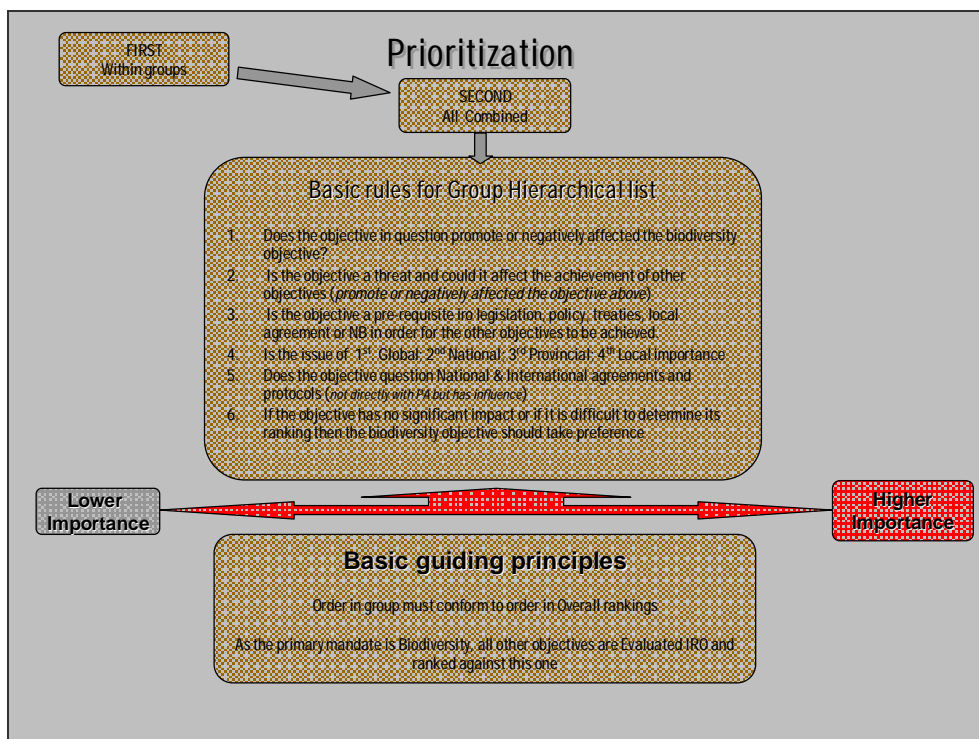 Prioritization
FIRST
Within groups
SECOND
All Combined
Basic rules for Group Hierarchical list
1. Does the objective in question promote or negatively affected the biodiversity
objective?
2. Is the objective a threat and could it affect the achievement of other
objectives (promote or negatively affected the objective above)
3. Is the objective a pre-requisite iro legislation, policy, treaties, local
agreement or NB in order for the other objectives to be achieved.
4. Is the issue of 1st Global; 2nd National; 3rd Provincial; 4th Local Importance
5. Does the objective question National & International agreements and
protocols (not directly with PA but has influence)
6. If the objective has no significant impact or if it is difficult to determine its
ranking then the biodiversity objective should take preference
Lower
Importance
Higher
Importance
Basic guiding principles
Order in group must conform to order in Overall rankings
As the primary mandate is Biodiversity, all other objectives are Evaluated IRO and
ranked against this one